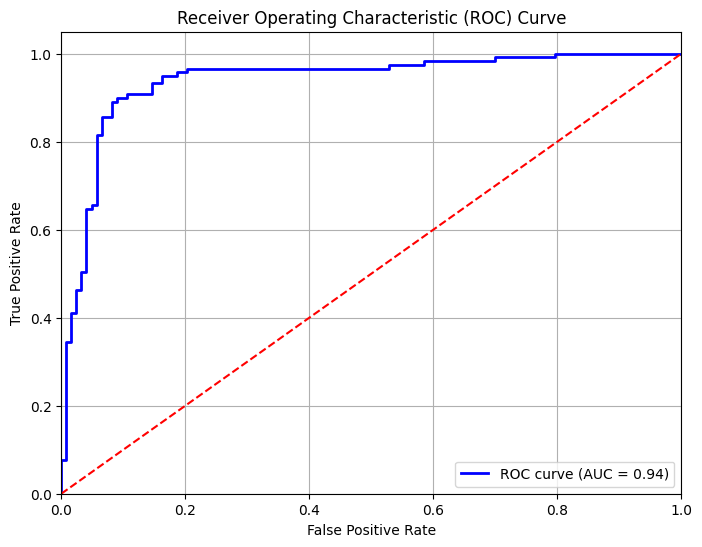 Receiver Operating Characteristic (ROC) Curve
1.0
0.8
0.6
0.4
0.2
0.0
True Positive Rate
ROC curve (AUC = 0.94)
0.0 0.2 0.4 0.6 0.8 1.0
False Positive Rate